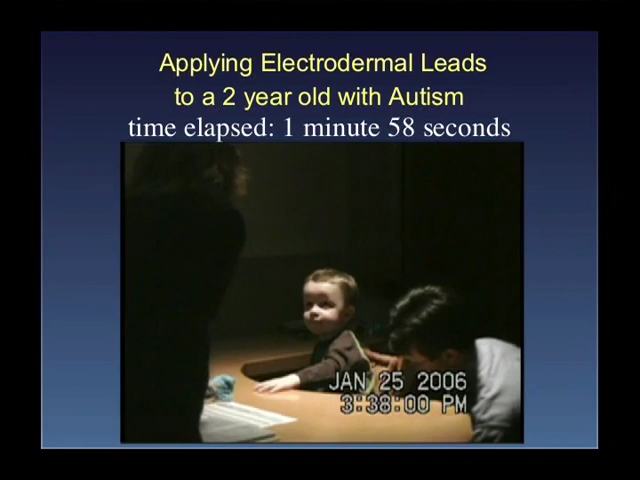 Applying Electrodermal Leads
to a 2 year old with Autism
time elapsed: 1 minute 58 seconds
JAN 25 2006
3:38:00 PM